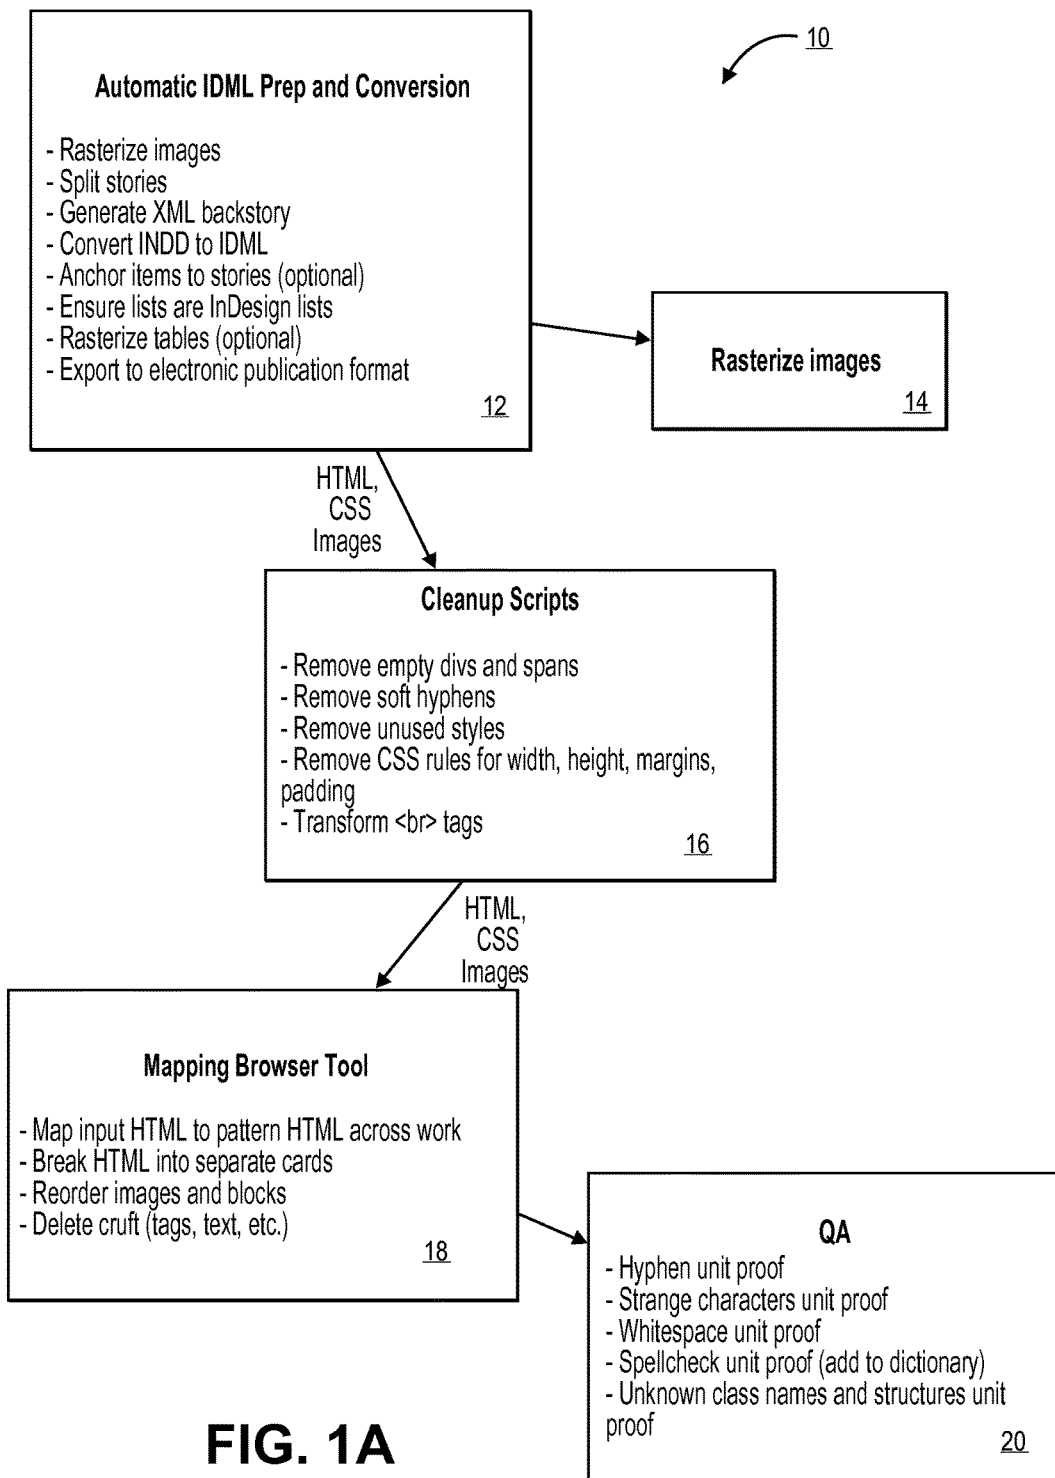 10
Automatic IDML Prep and Conversion
- Rasterize images
- Split stories
- Generate XML backstory
- Convert INDD to IDML
- Anchor items to stories (optional)
- Ensure lists are InDesign lists
- Rasterize tables (optional)
- Export to electronic publication format
12
Rasterize images
14
HTML,
CSS
Images
Cleanup Scripts
- Remove empty divs and spans
- Remove soft hyphens
- Remove unused styles
- Remove CSS rules for width, height, margins,
padding
- Transform <br> tags
16
HTML,
CSS
Images
Mapping Browser Tool
- Map input HTML to pattern HTML across work
- Break HTML into separate cards
- Reorder images and blocks
- Delete cruft (tags, text, etc.)
18
QA
- Hyphen unit proof
- Strange characters unit proof
- Whitespace unit proof
- Spellcheck unit proof (add to dictionary)
- Unknown class names and structures unit
proof
20
FIG. 1A